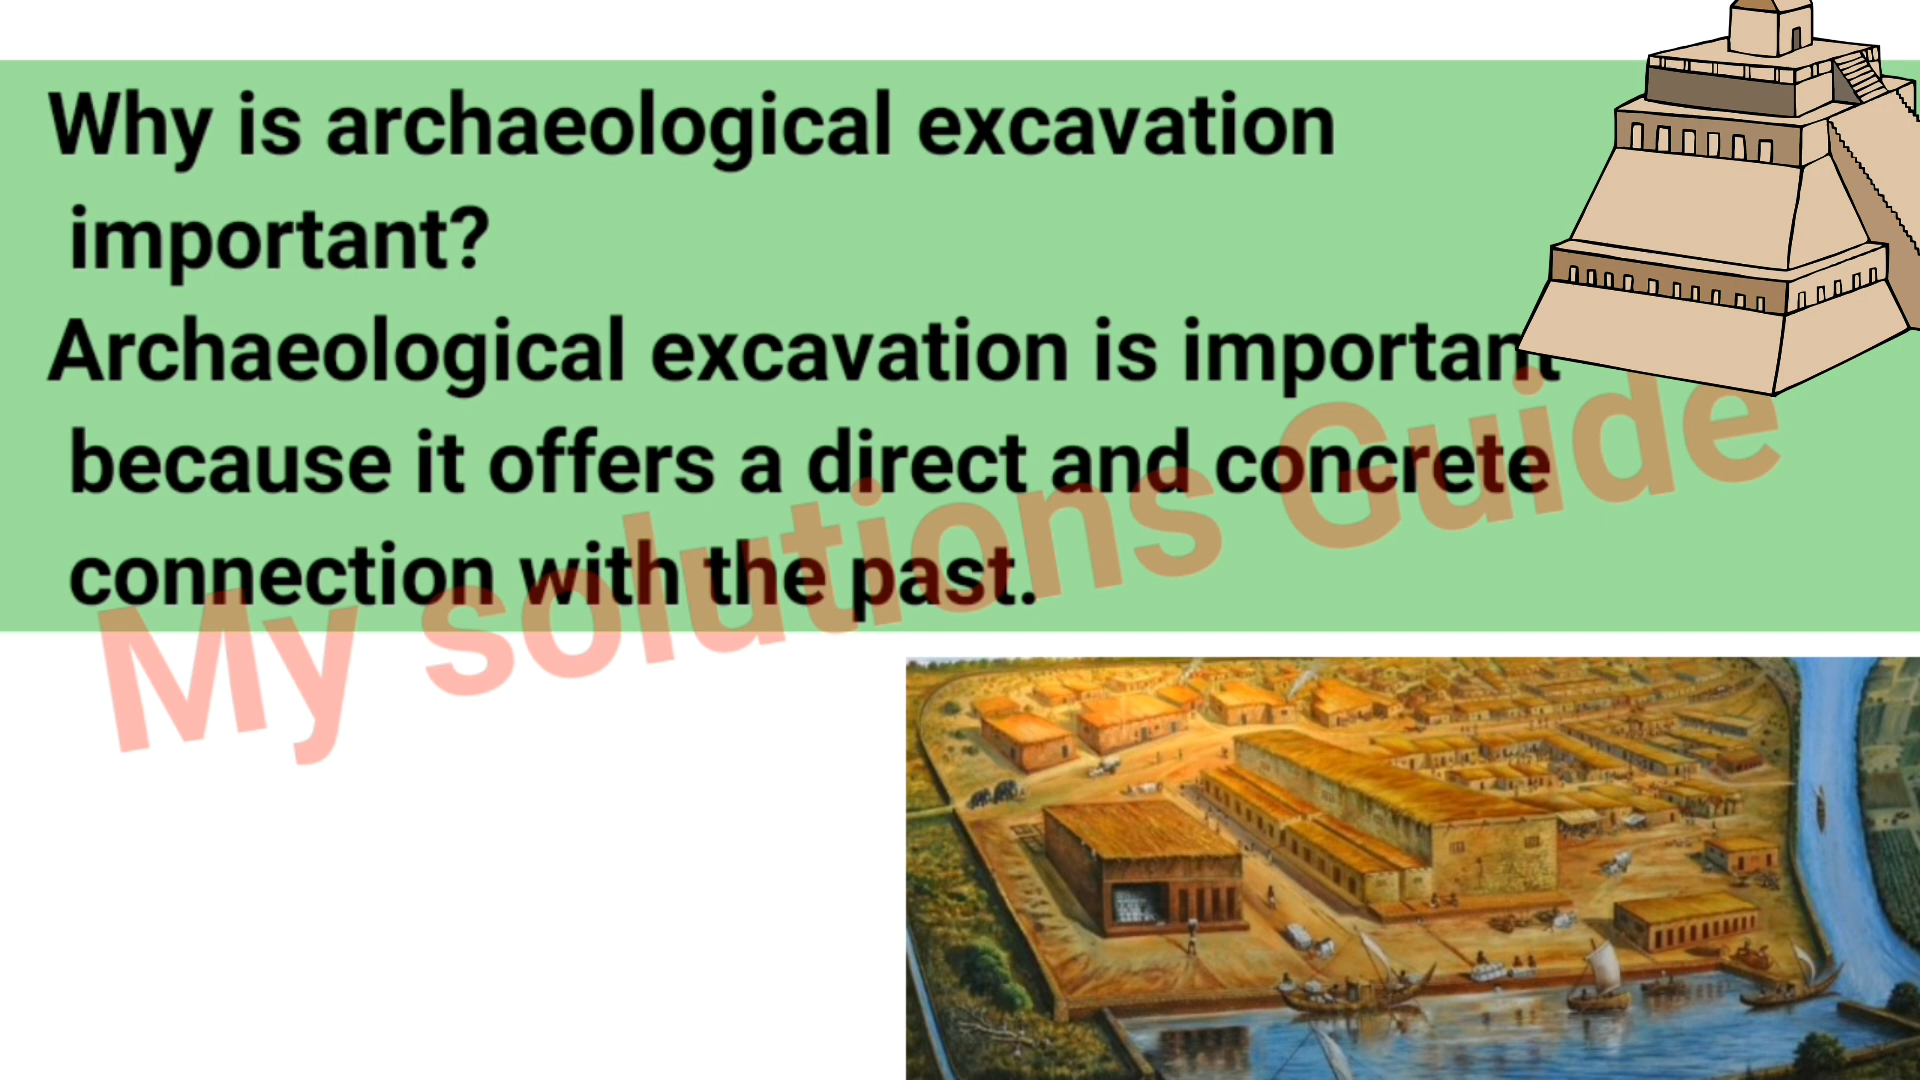 Why is archaeological excavation
important?
Archaeological excavation is important
because it offers a direct and concrete
connection with the past.
My solutions Guide